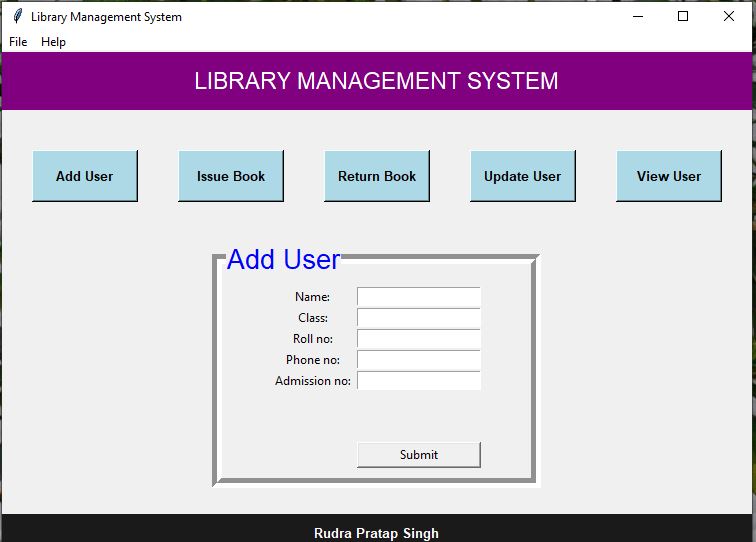 Library Management System
File Help
LIBRARY MANAGEMENT SYSTEM
Add User Issue Book Return Book Update User View User
Add User
Name:
Class:
Roll no:
Phone no:
Admission no:
Submit
Rudra Pratap Singh